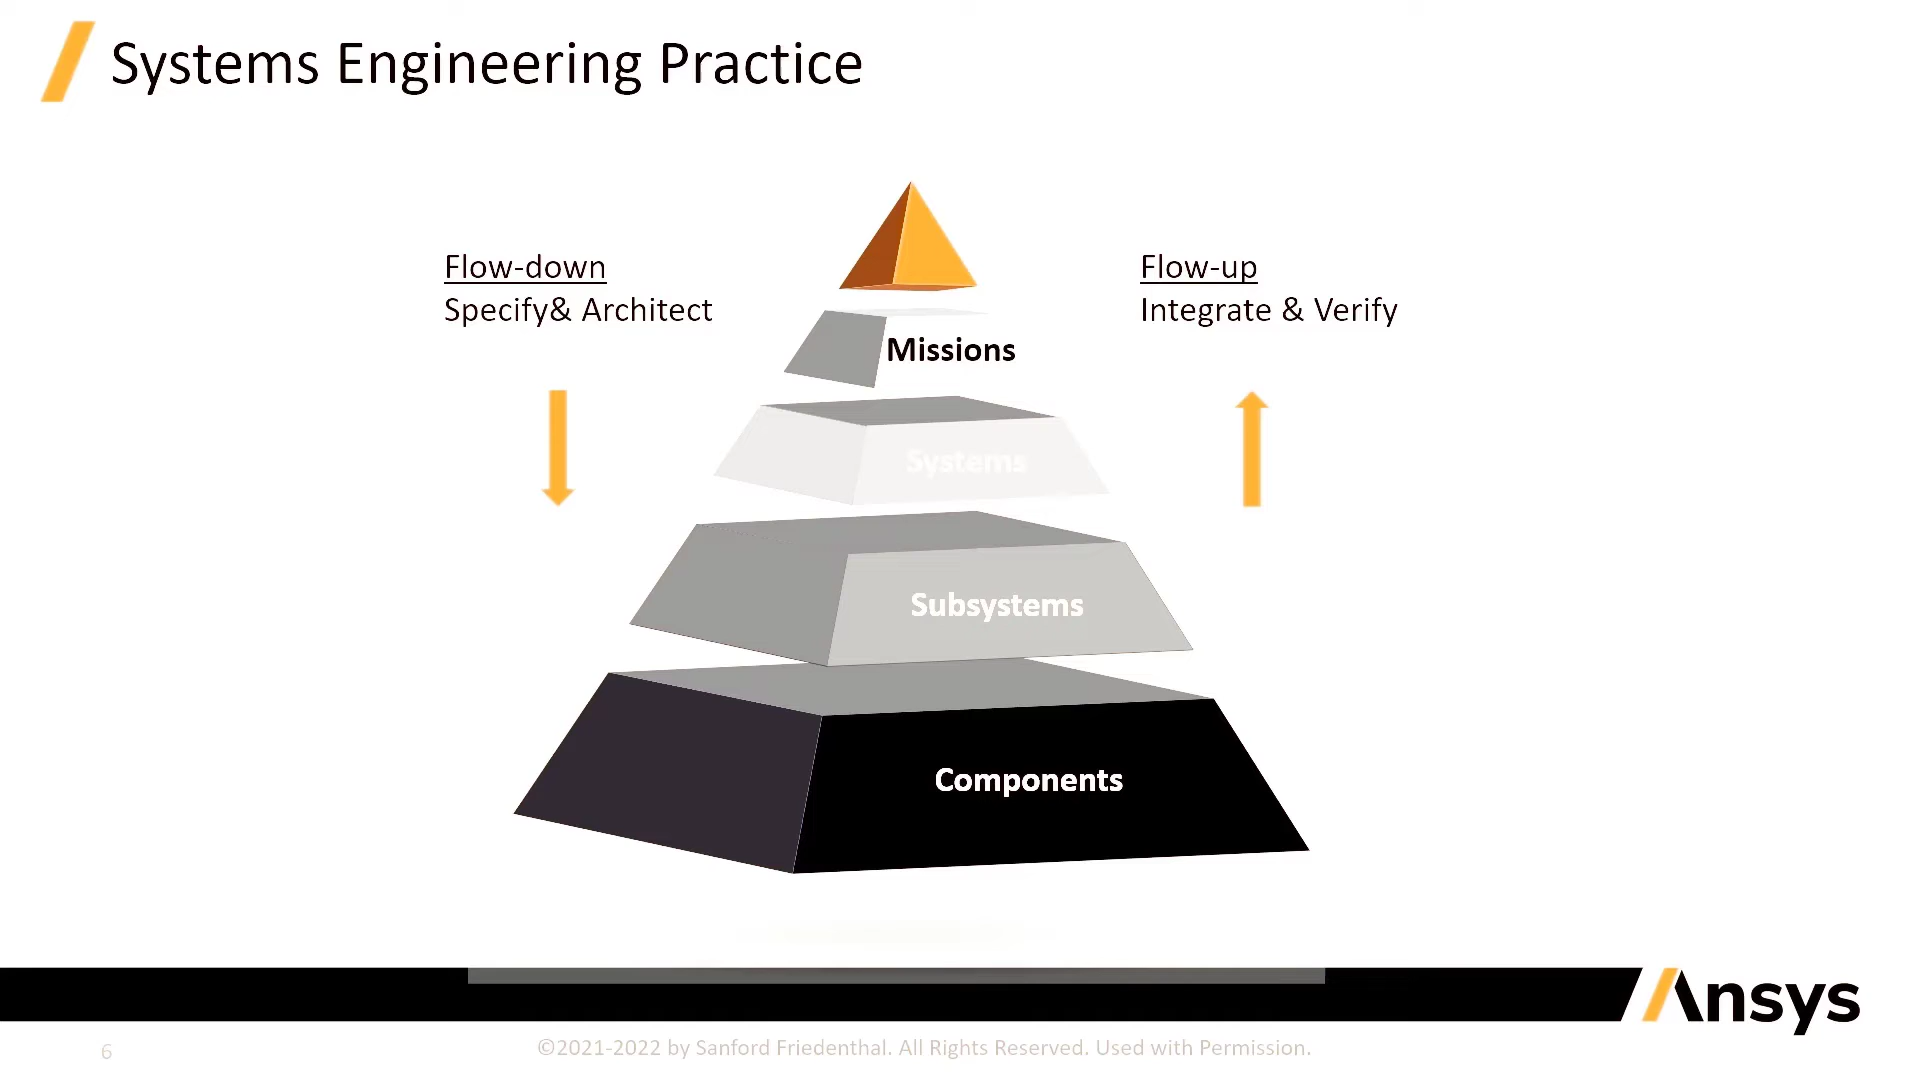 Systems Engineering Practice
Flow-down
Specify& Architect
Flow-up
Integrate & Verify
Missions
Systems
Subsystems
Components
Ansys
6
©2021-2022 by Sanford Friedenthal. All Rights Reserved. Used with Permission.